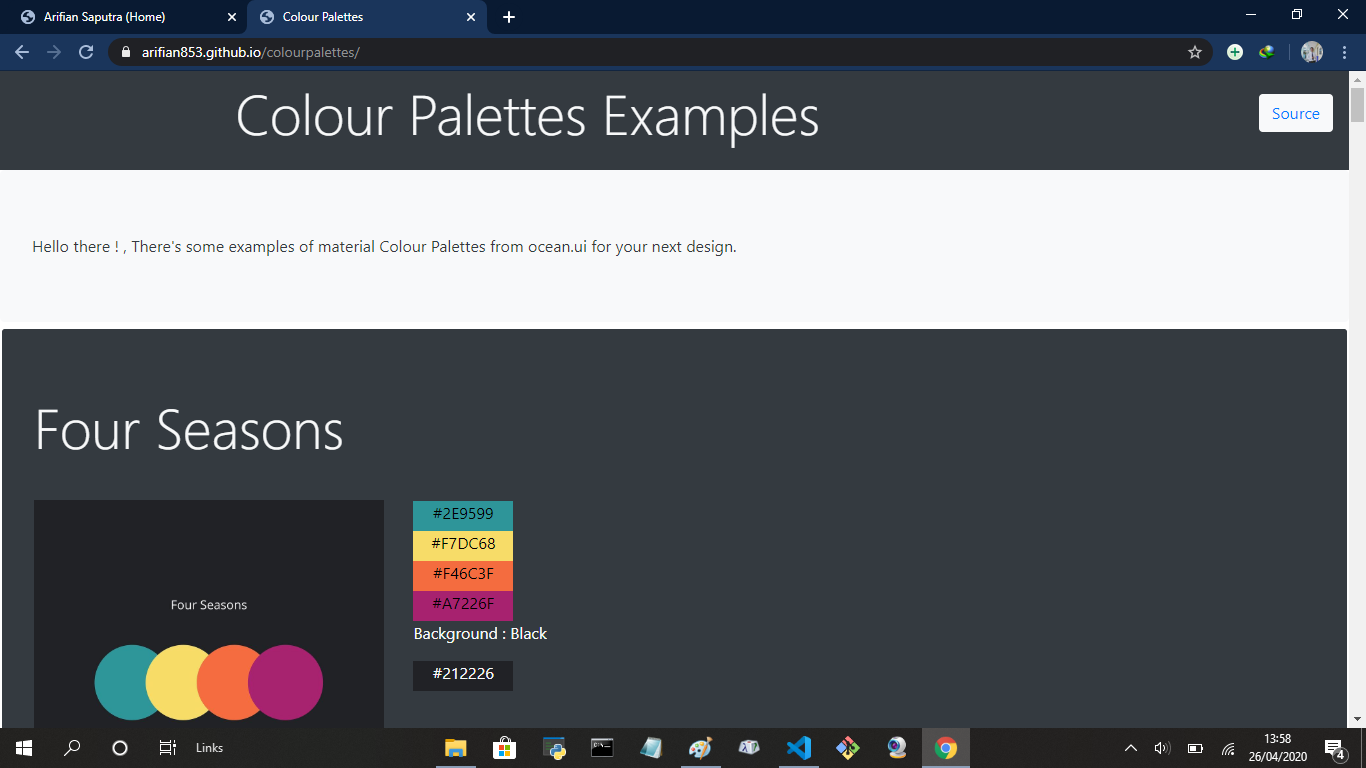 Arifian Saputra (Home)
Colour Palettes
arifian853.github.io/colourpalettes/
Colour Palettes Examples
Source
Hello there ! , There's some examples of material Colour Palettes from ocean.ui for your next design.
Four Seasons
Four Seasons
#2E9599
#F7DC68
#F46C3F
#A7226F
Background : Black
#212226
Links
13:58
26/04/2020
4